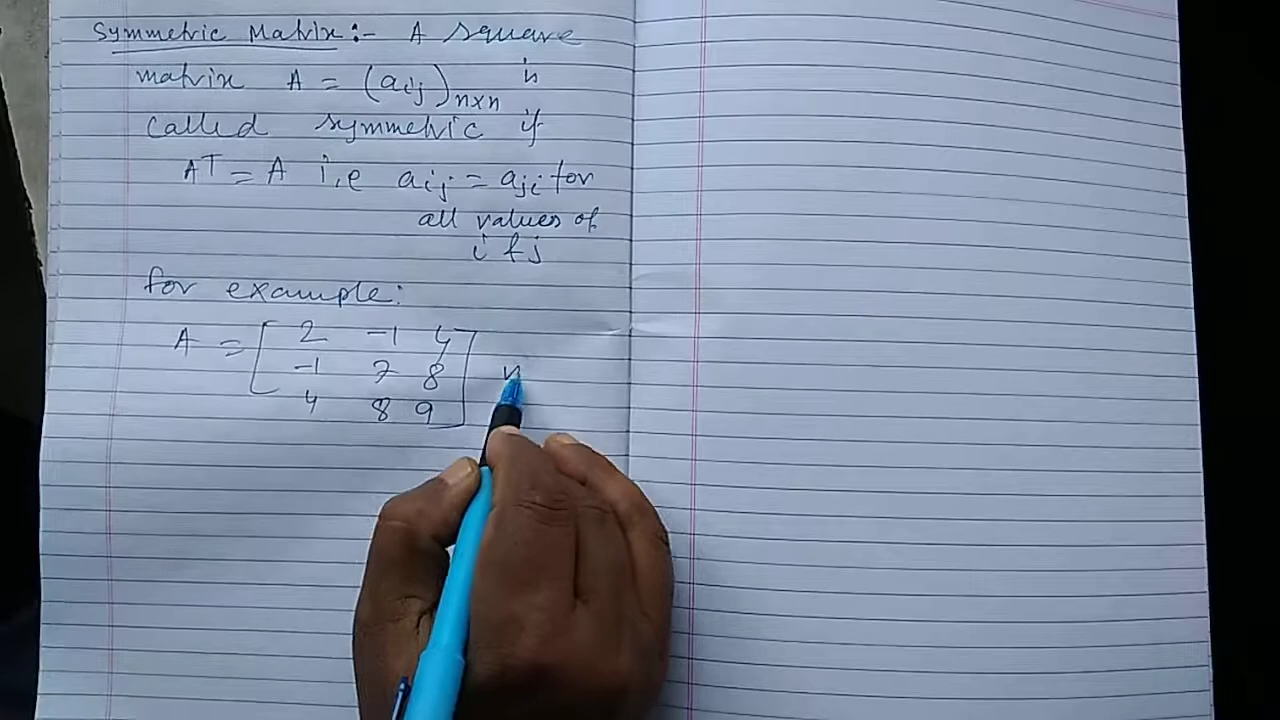 Symmetric Matrix:- A square
matrix A = (aij)n×n is
called symmetric if
AT = A i.e aij = aji for
all values of
i & j
for example:
A = [ 2 -1 4
-1 7 8
4 8 9 ]